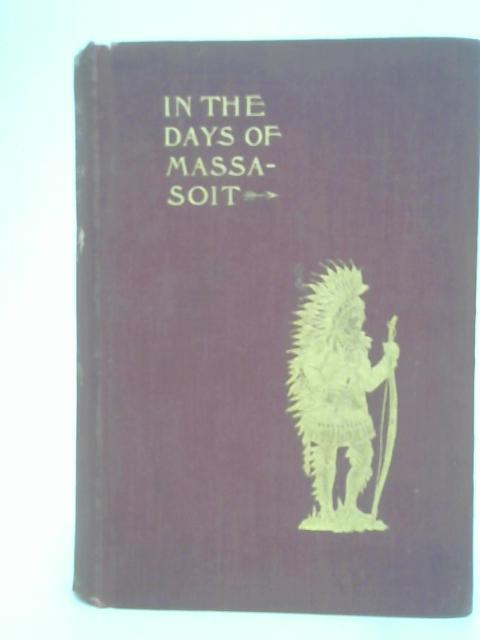 IN THE
DAYS OF
MASSA-
SOIT